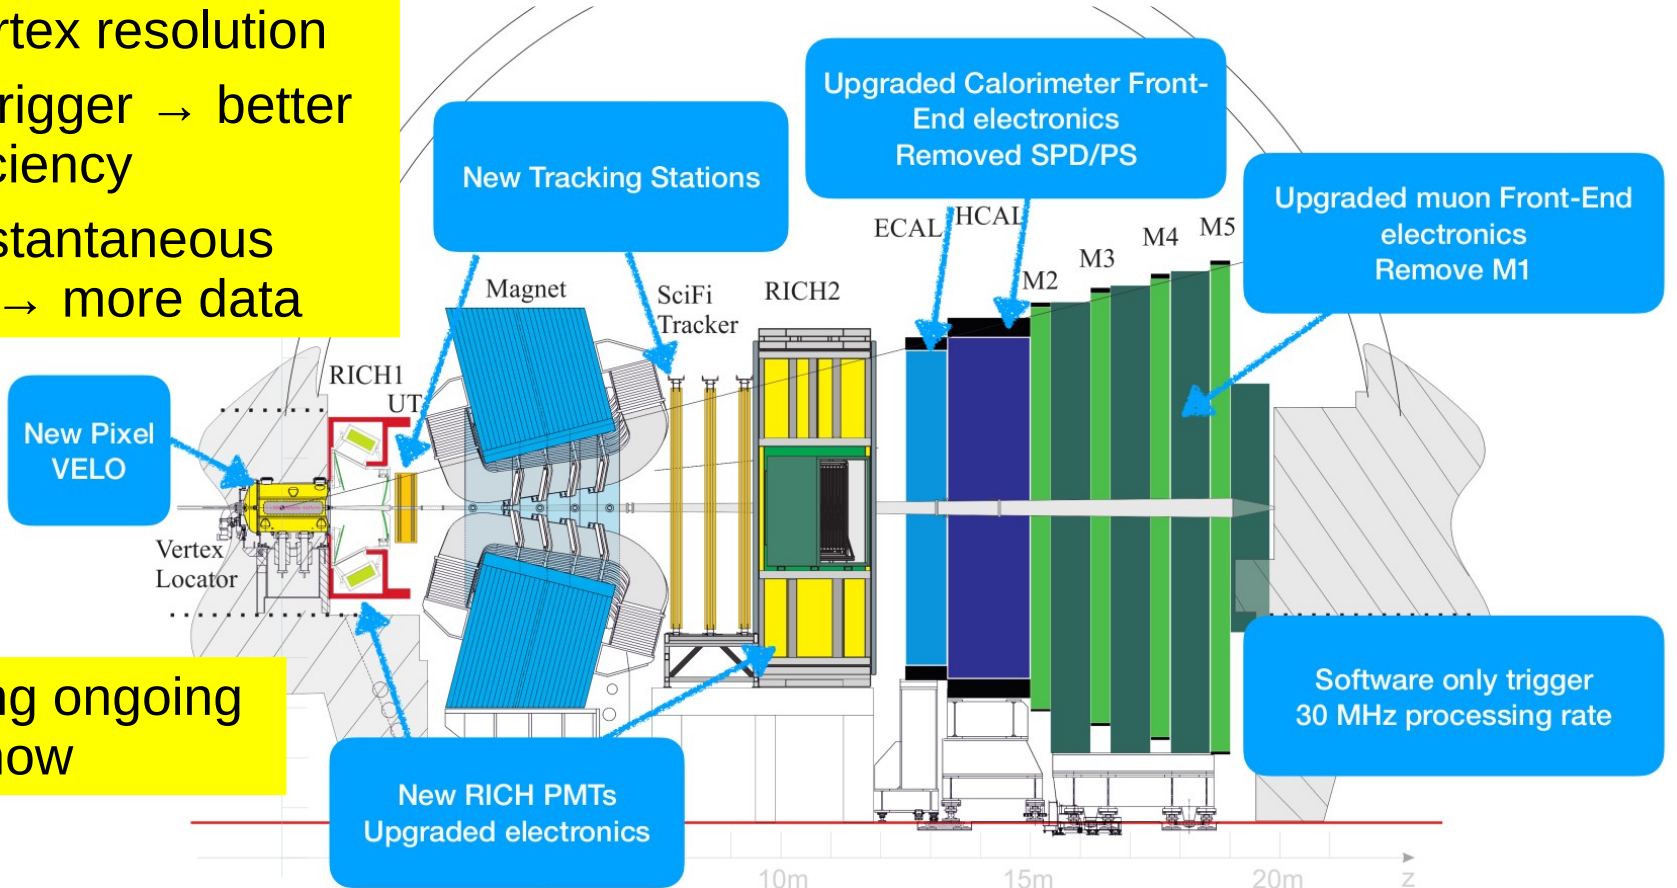 rtex resolution
rigger → better
ciency
stantaneous
→ more data
New Tracking Stations
Upgraded Calorimeter Front-
End electronics
Removed SPD/PS
Upgraded muon Front-End
electronics
Remove M1
ECAL
HCAL
M2
M3
M4
M5
Magnet
SciFi
Tracker
RICH2
RICH1
UT
New Pixel
VELO
Vertex
Locator
ng ongoing
now
New RICH PMTs
Upgraded electronics
Software only trigger
30 MHz processing rate
10m
15m
20m
z